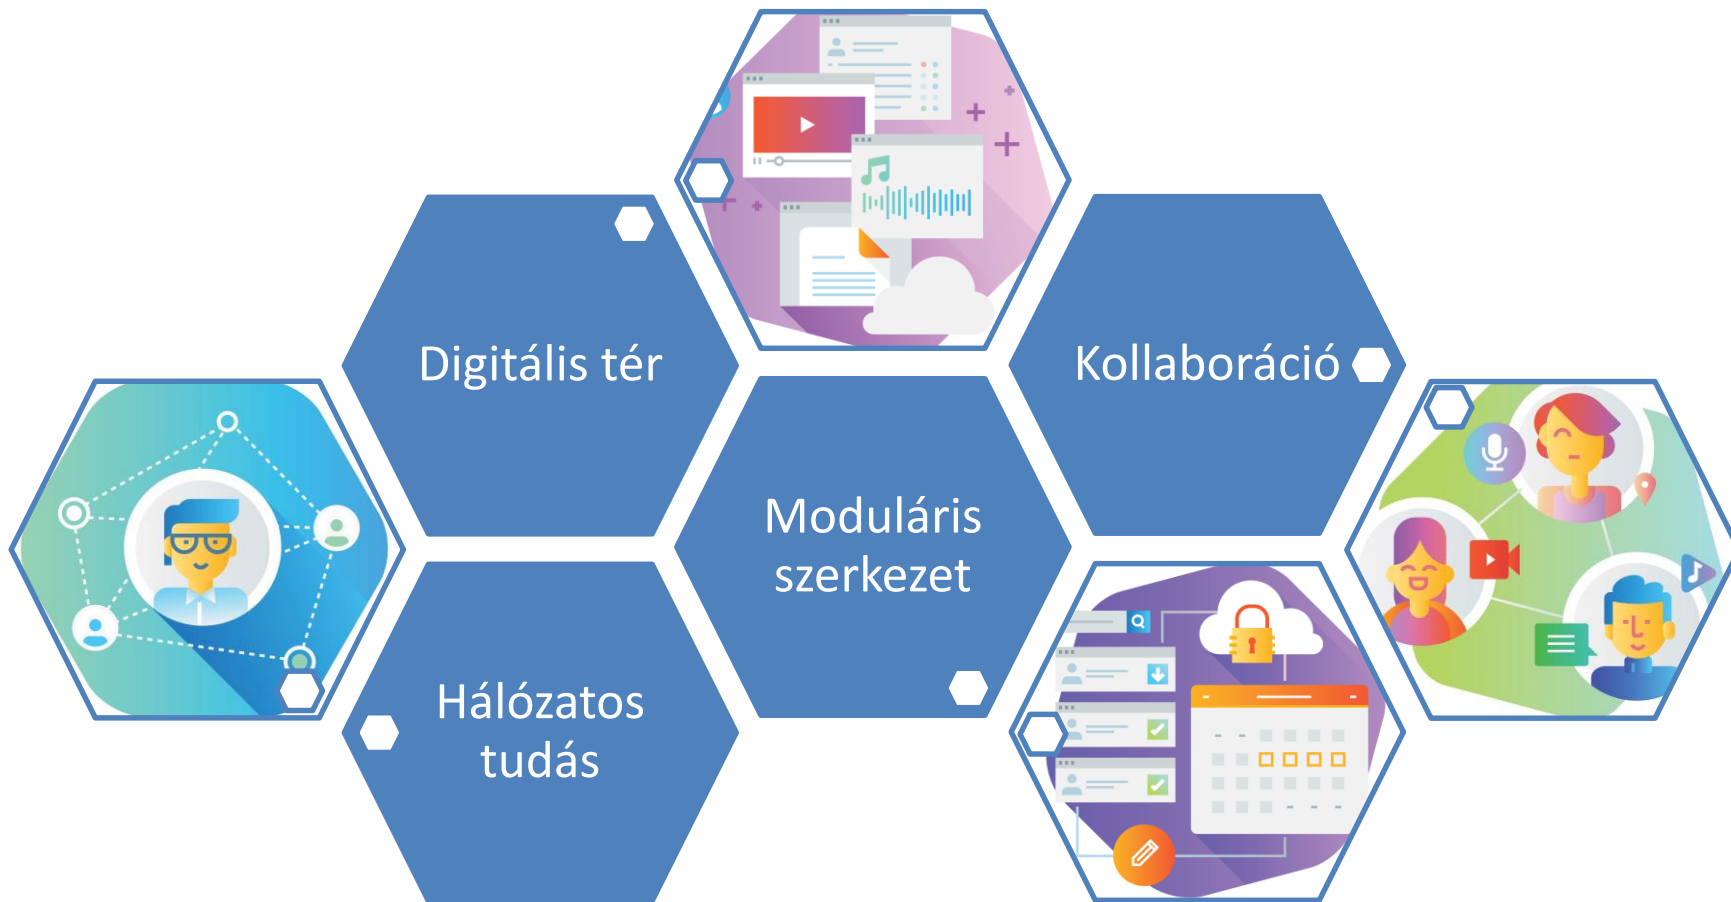 Digitális tér
Kollaboráció
Moduláris
szerkezet
Hálózatos
tudás